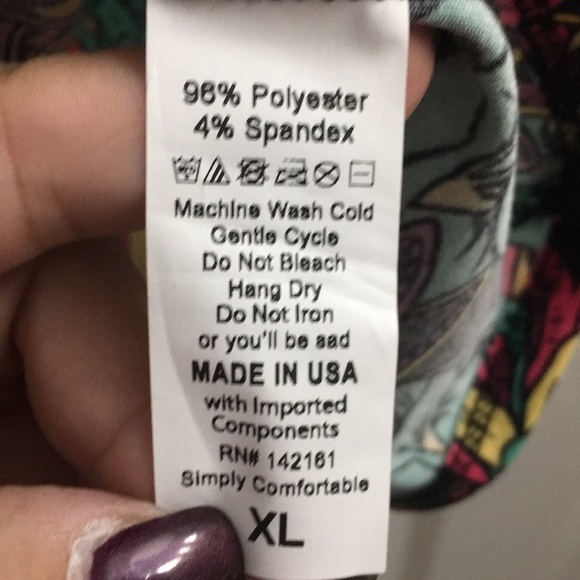 96% Polyester
4% Spandex
Machine Wash Cold
Gentle Cycle
Do Not Bleach
Hang Dry
Do Not Iron
or you'll be sad
MADE IN USA
with Imported
Components
RN# 142161
Simply Comfortable
XL